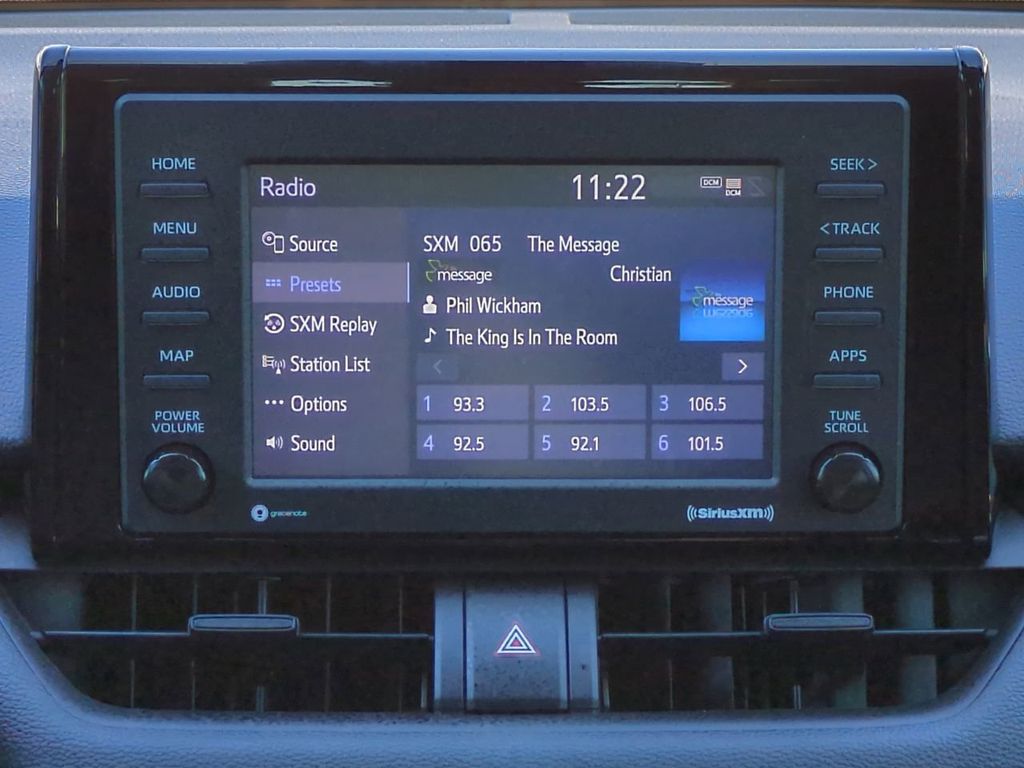 HOME
MENU
AUDIO
MAP
POWER
VOLUME
Radio
11:22
DCM
DCM
Source
Presets
SXM Replay
Station List
Options
Sound
SXM 065 The Message
message
Christian
Phil Wickham
The King Is In The Room
message
1 93.3
2 103.5
3 106.5
4 92.5
5 92.1
6 101.5
SEEK >
< TRACK
PHONE
APPS
TUNE
SCROLL
gracenote
((SiriusXM))